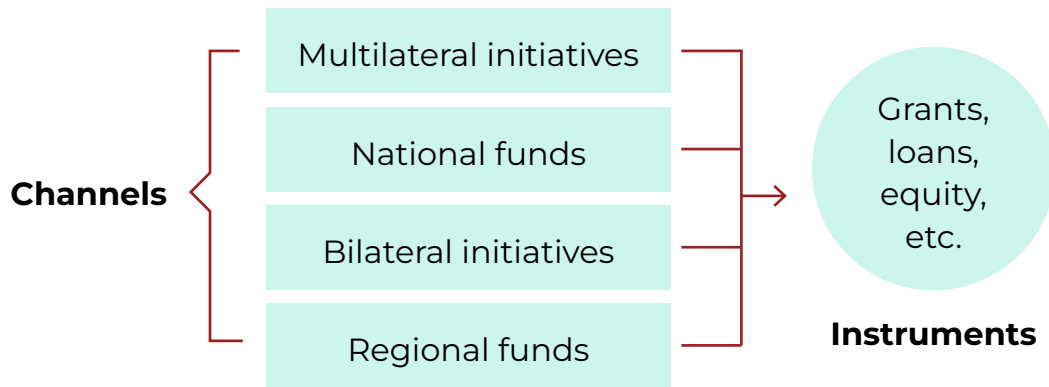 Channels
Multilateral initiatives
National funds
Bilateral initiatives
Regional funds
Grants,
loans,
equity,
etc.
Instruments